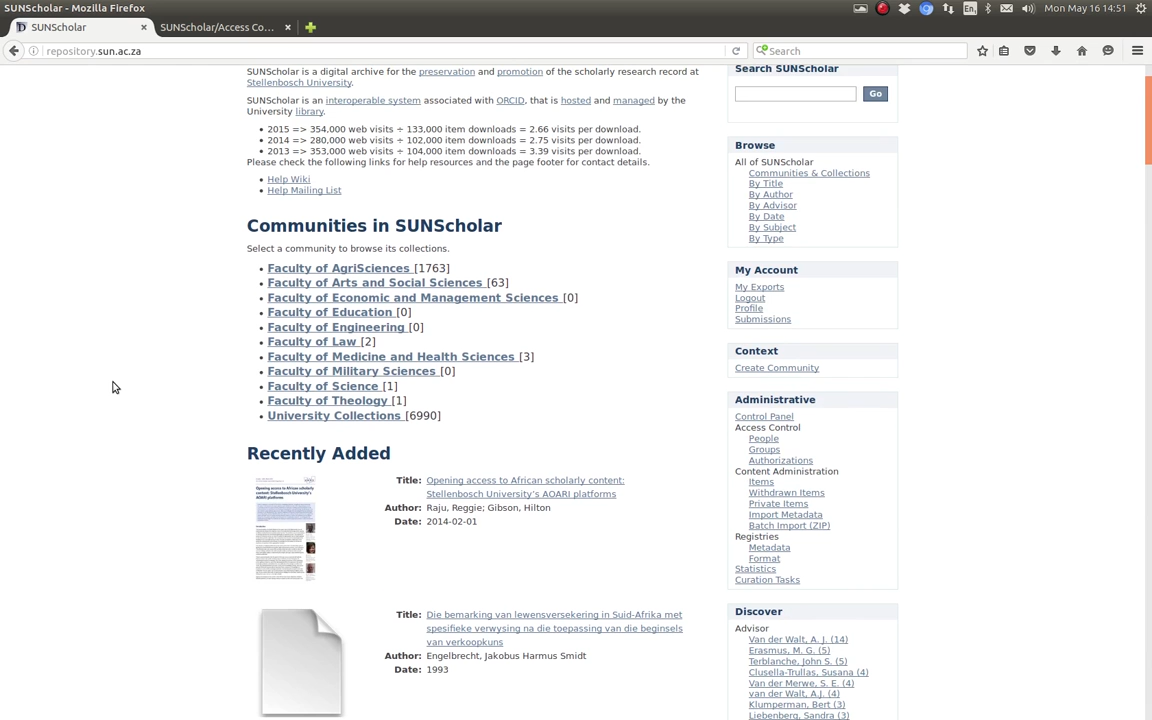 SUNScholar - Mozilla Firefox
En
Mon May 16 14:51
SUNScholar
SUNScholar/Access Co...
repository.sun.ac.za
Search
SUNScholar is a digital archive for the preservation and promotion of the scholarly research record at
Stellenbosch University.
SUNScholar is an interoperable system associated with ORCID, that is hosted and managed by the
University library.
• 2015 => 354,000 web visits ÷ 133,000 item downloads = 2.66 visits per download.
• 2014 => 280,000 web visits ÷ 102,000 item downloads = 2.75 visits per download.
• 2013 => 353,000 web visits ÷ 104,000 item downloads = 3.39 visits per download.
Please check the following links for help resources and the page footer for contact details.
• Help Wiki
• Help Mailing List
Communities in SUNScholar
Select a community to browse its collections.
• Faculty of AgriSciences [1763]
• Faculty of Arts and Social Sciences [63]
• Faculty of Economic and Management Sciences [0]
• Faculty of Education [0]
• Faculty of Engineering [0]
• Faculty of Law [2]
• Faculty of Medicine and Health Sciences [3]
• Faculty of Military Sciences [0]
• Faculty of Science [1]
• Faculty of Theology [1]
• University Collections [6990]
Recently Added
Title: Opening access to African scholarly content:
Stellenbosch University's AOARI platforms
Author: Raju, Reggie; Gibson, Hilton
Date: 2014-02-01
Title: Die bemarking van lewensversekering in Suid-Afrika met
spesifieke verwysing na die toepassing van die beginsels
van verkoopkuns
Author: Engelbrecht, Jakobus Harmus Smidt
Date: 1993
Search SUNScholar
Go
Browse
All of SUNScholar
Communities & Collections
By Title
By Author
By Advisor
By Date
By Subject
By Type
My Account
My Exports
Logout
Profile
Submissions
Context
Create Community
Administrative
Control Panel
Access Control
People
Groups
Authorizations
Content Administration
Items
Withdrawn Items
Private Items
Import Metadata
Batch Import (ZIP)
Registries
Metadata
Format
Statistics
Curation Tasks
Discover
Advisor
Van der Walt, A. J. (14)
Erasmus, M. G. (5)
Terblanche, John S. (5)
Clusella-Trullas, Susana (4)
Van der Merwe, S. E. (4)
van der Walt, A.J. (4)
Klumperman, Bert (3)
Liebenberg, Sandra (3)